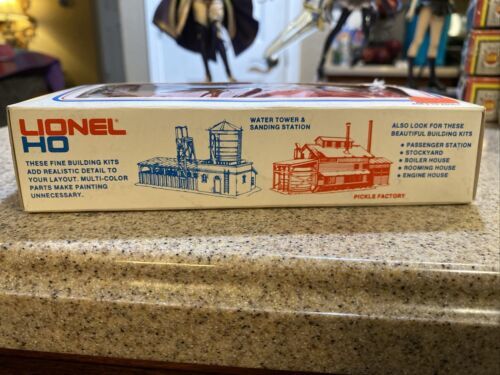 LIONEL®
HO
THESE FINE BUILDING KITS
ADD REALISTIC DETAIL TO
YOUR LAYOUT. MULTI-COLOR
PARTS MAKE PAINTING
UNNECESSARY.
WATER TOWER &
SANDING STATION
PICKLE FACTORY
ALSO LOOK FOR THESE
BEAUTIFUL BUILDING KITS
• PASSENGER STATION
• STOCKYARD
• BOILER HOUSE
• ROOMING HOUSE
• ENGINE HOUSE